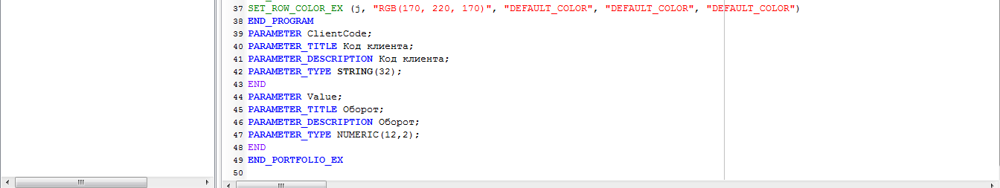 37 SET_ROW_COLOR_EX (j, "RGB(170, 220, 170)", "DEFAULT_COLOR", "DEFAULT_COLOR", "DEFAULT_COLOR")
38 END_PROGRAM
39 PARAMETER ClientCode;
40 PARAMETER_TITLE Код клиента;
41 PARAMETER_DESCRIPTION Код клиента;
42 PARAMETER_TYPE STRING(32);
43 END
44 PARAMETER Value;
45 PARAMETER_TITLE Оборот;
46 PARAMETER_DESCRIPTION Оборот;
47 PARAMETER_TYPE NUMERIC(12,2);
48 END
49 END_PORTFOLIO_EX
50